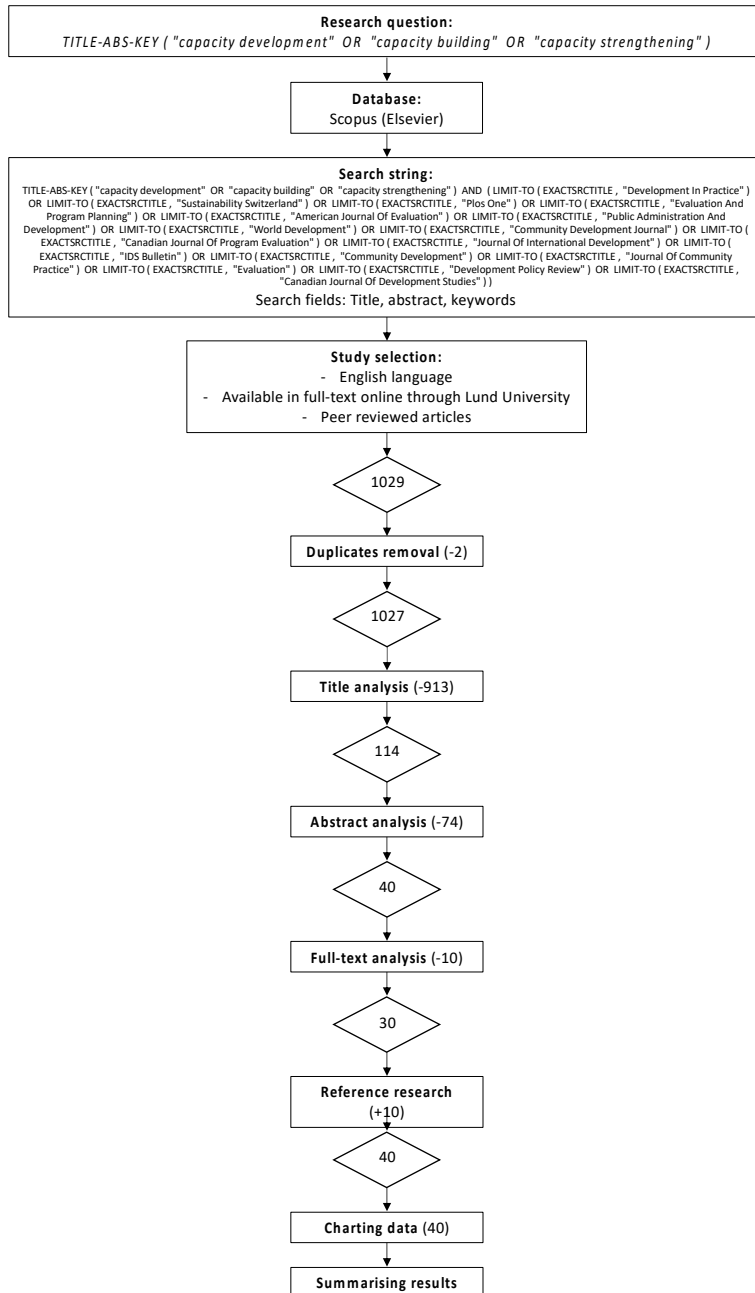 Research question:
TITLE-ABS-KEY ( "capacity development" OR "capacity building" OR "capacity strengthening" )
Database:
Scopus (Elsevier)
Search string:
TITLE-ABS-KEY ( "capacity development" OR "capacity building" OR "capacity strengthening" ) AND ( LIMIT-TO ( EXACTSRCTITLE , "Development In Practice" )
OR LIMIT-TO ( EXACTSRCTITLE , "Sustainability Switzerland" ) OR LIMIT-TO ( EXACTSRCTITLE , "Plos One" ) OR LIMIT-TO ( EXACTSRCTITLE , "Evaluation And
Program Planning" ) OR LIMIT-TO ( EXACTSRCTITLE , "American Journal Of Evaluation" ) OR LIMIT-TO ( EXACTSRCTITLE , "Public Administration And
Development" ) OR LIMIT-TO ( EXACTSRCTITLE , "World Development" ) OR LIMIT-TO ( EXACTSRCTITLE , "Community Development Journal" ) OR LIMIT-TO (
EXACTSRCTITLE , "Canadian Journal Of Program Evaluation" ) OR LIMIT-TO ( EXACTSRCTITLE , "Journal Of International Development" ) OR LIMIT-TO (
EXACTSRCTITLE , "IDS Bulletin" ) OR LIMIT-TO ( EXACTSRCTITLE , "Community Development" ) OR LIMIT-TO ( EXACTSRCTITLE , "Journal Of Community
Practice" ) OR LIMIT-TO ( EXACTSRCTITLE , "Evaluation" ) OR LIMIT-TO ( EXACTSRCTITLE , "Development Policy Review" ) OR LIMIT-TO ( EXACTSRCTITLE ,
"Canadian Journal Of Development Studies" ) )
Search fields: Title, abstract, keywords
Study selection:
- English language
- Available in full-text online through Lund University
- Peer reviewed articles
1029
Duplicates removal (-2)
1027
Title analysis (-913)
114
Abstract analysis (-74)
40
Full-text analysis (-10)
30
Reference research
(+10)
40
Charting data (40)
Summarising results